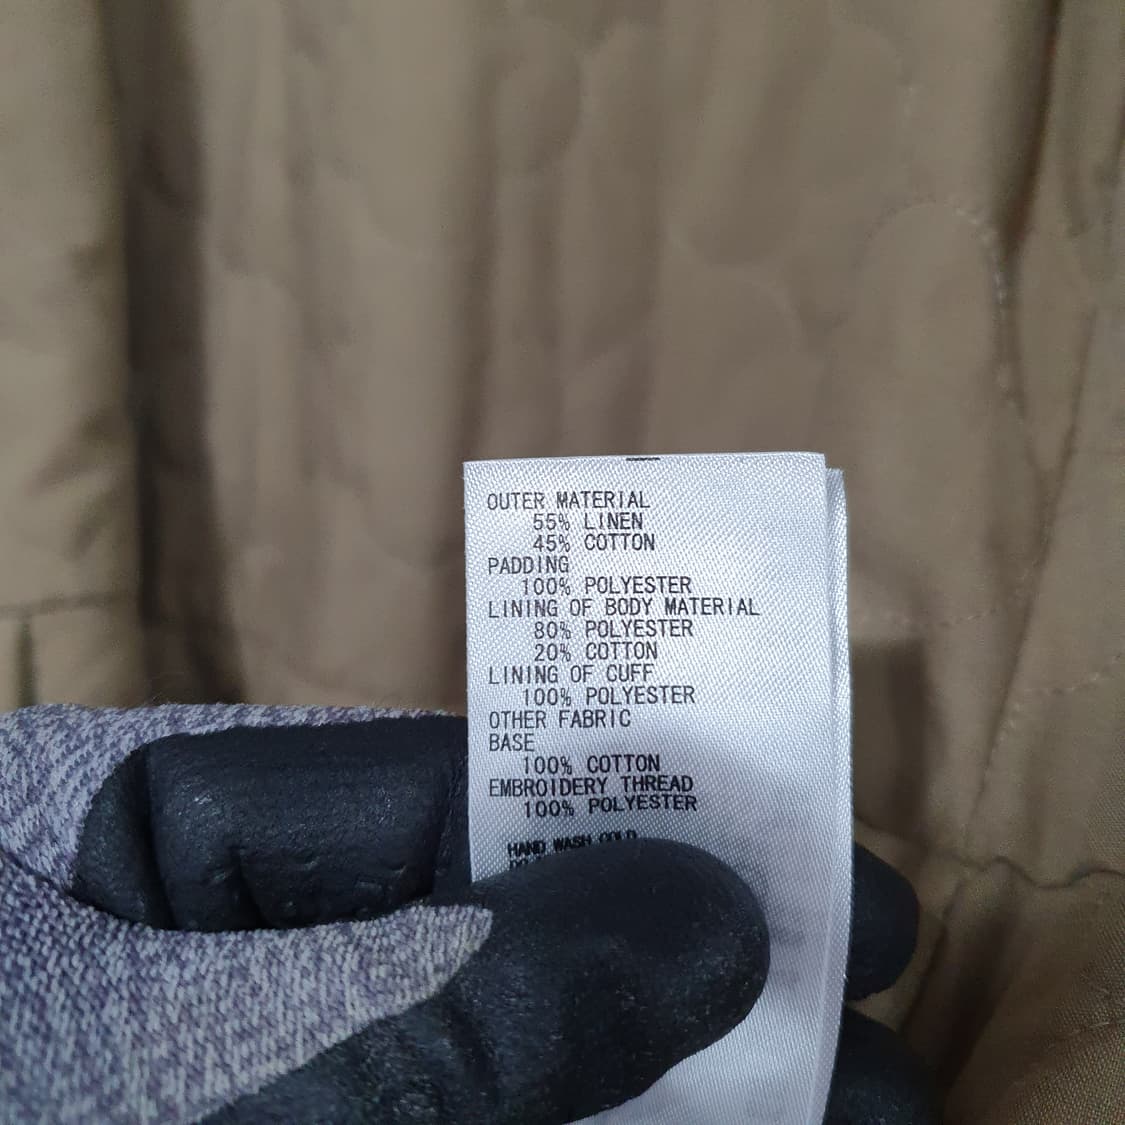 OUTER MATERIAL
55% LINEN
45% COTTON
PADDING
100% POLYESTER
LINING OF BODY MATERIAL
80% POLYESTER
20% COTTON
LINING OF CUFF
100% POLYESTER
OTHER FABRIC
BASE
100% COTTON
EMBROIDERY THREAD
100% POLYESTER
HAND WASH COLD